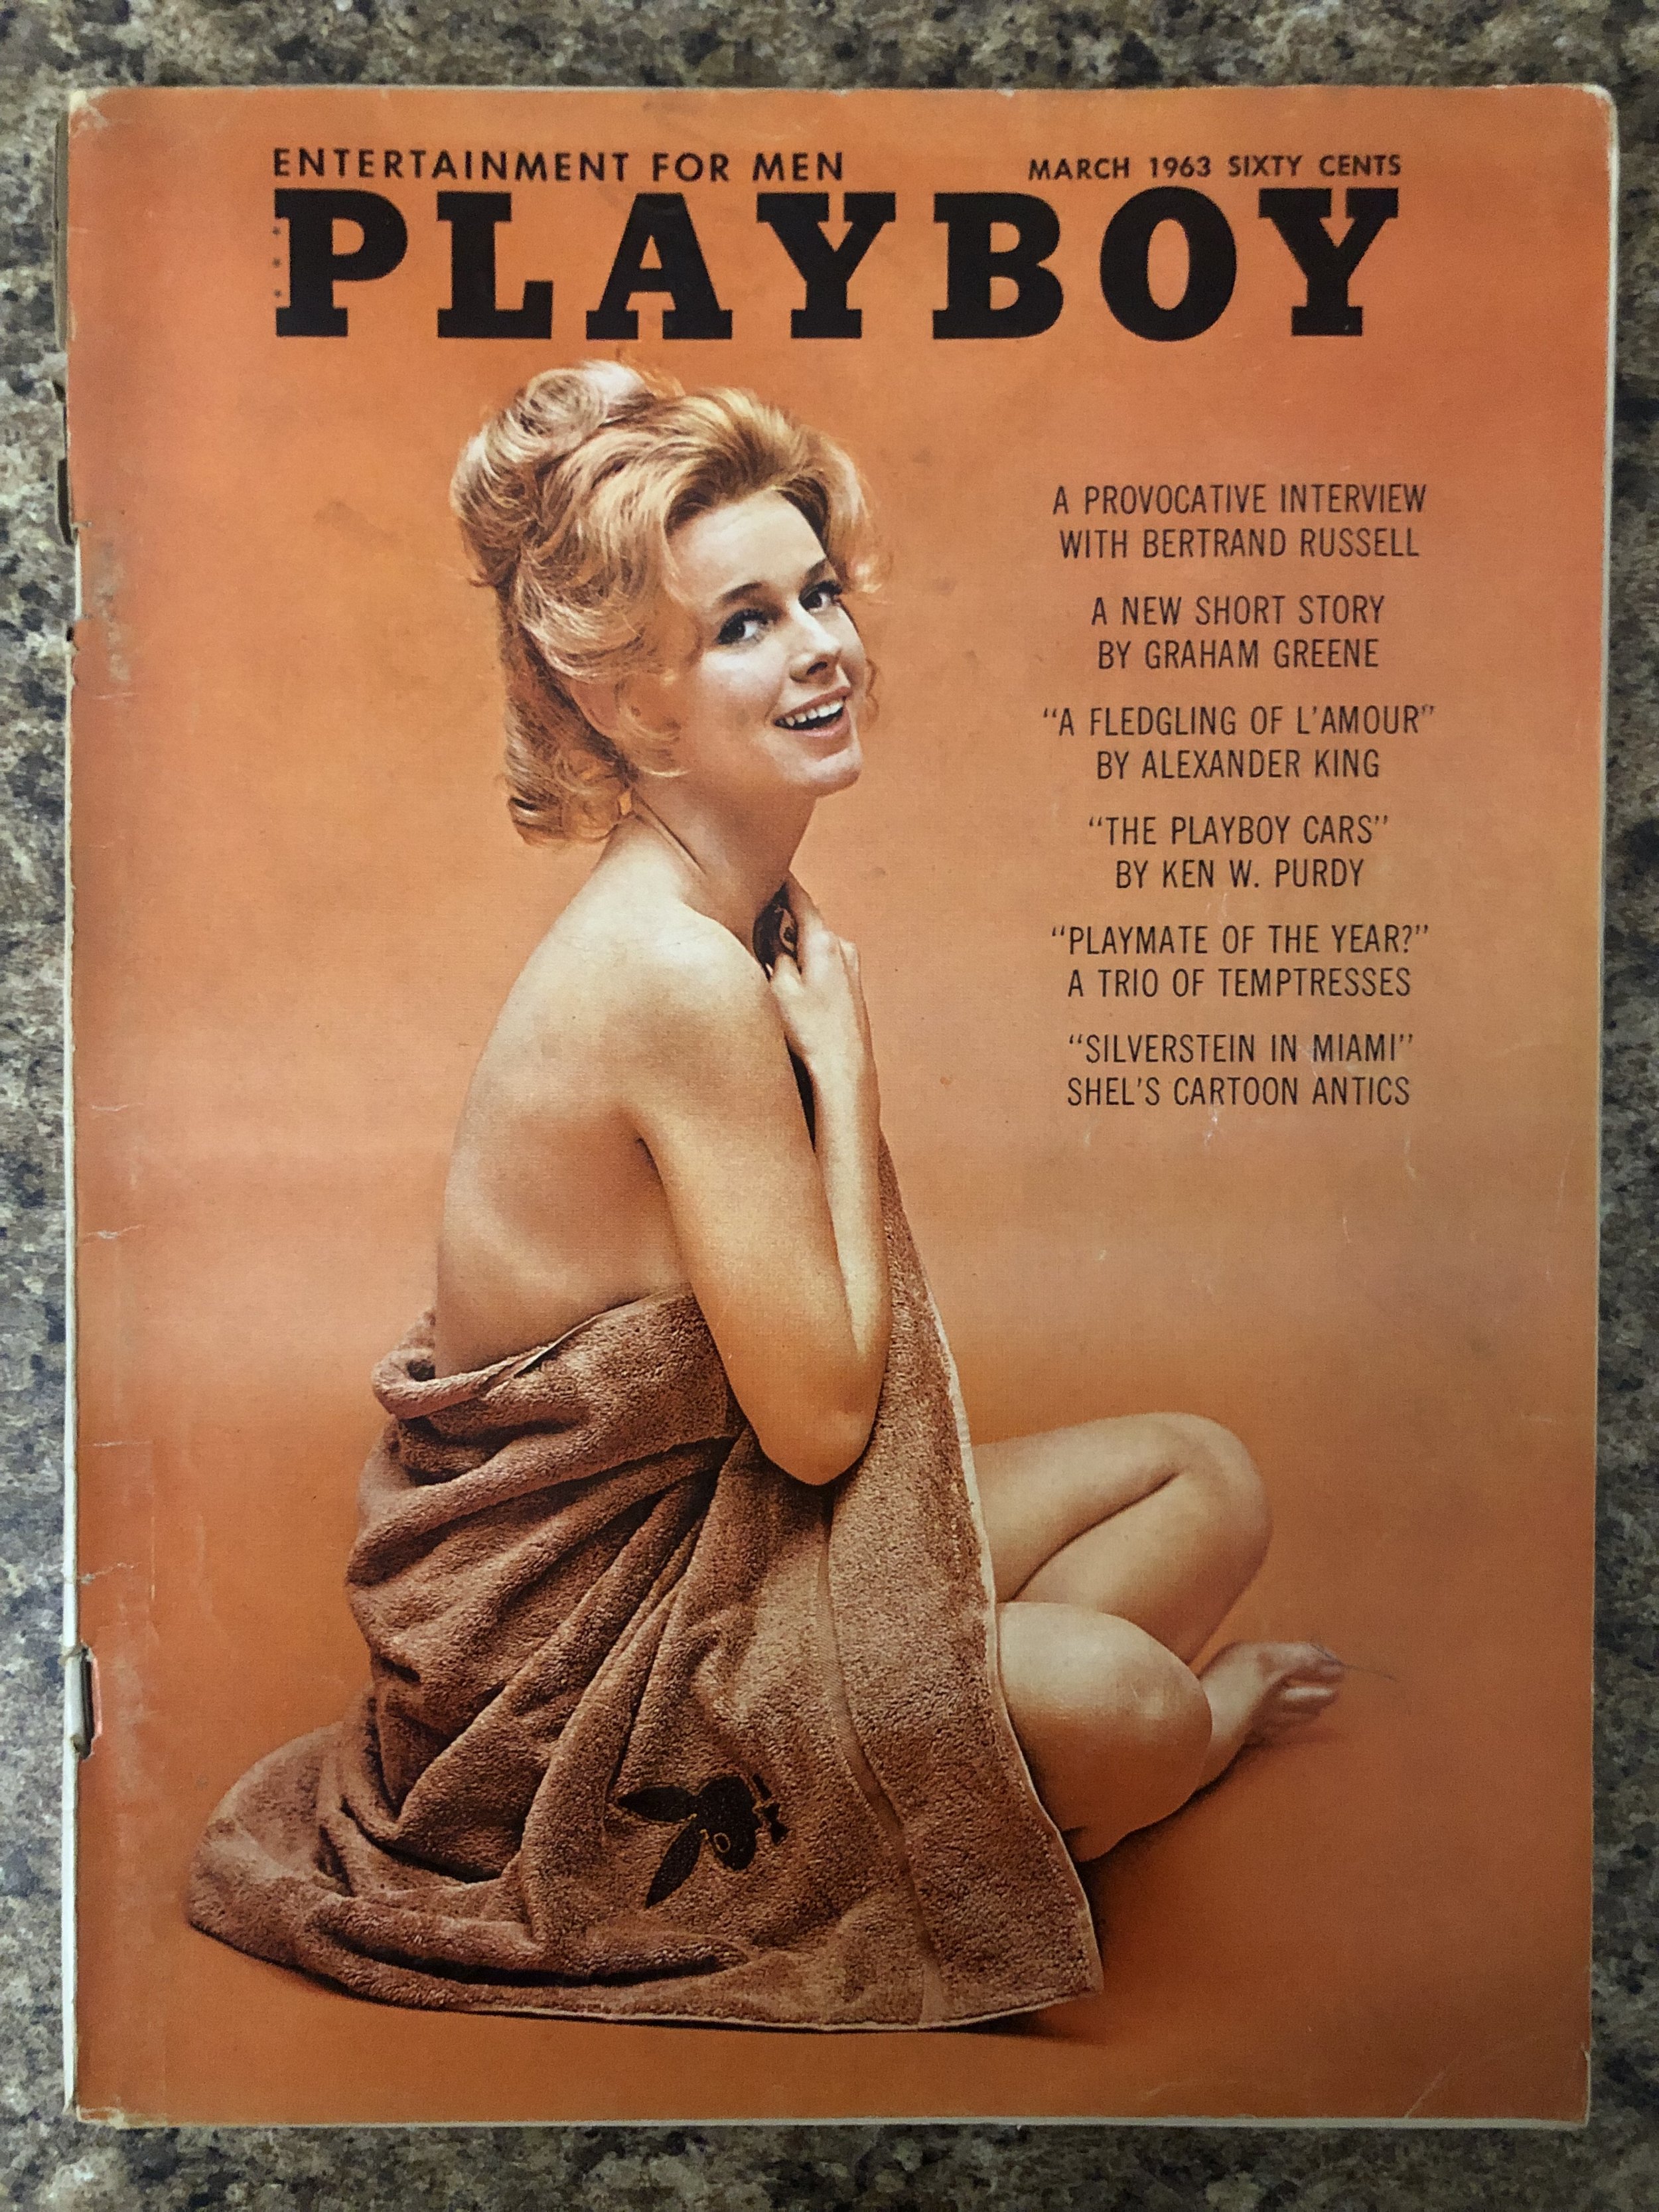 ENTERTAINMENT FOR MEN
MARCH 1963 SIXTY CENTS
PLAYBOY
A PROVOCATIVE INTERVIEW
WITH BERTRAND RUSSELL
A NEW SHORT STORY
BY GRAHAM GREENE
“A FLEDGLING OF L'AMOUR”
BY ALEXANDER KING
“THE PLAYBOY CARS”
BY KEN W. PURDY
“PLAYMATE OF THE YEAR?”
A TRIO OF TEMPTRESSES
“SILVERSTEIN IN MIAMI”
SHEL'S CARTOON ANTICS